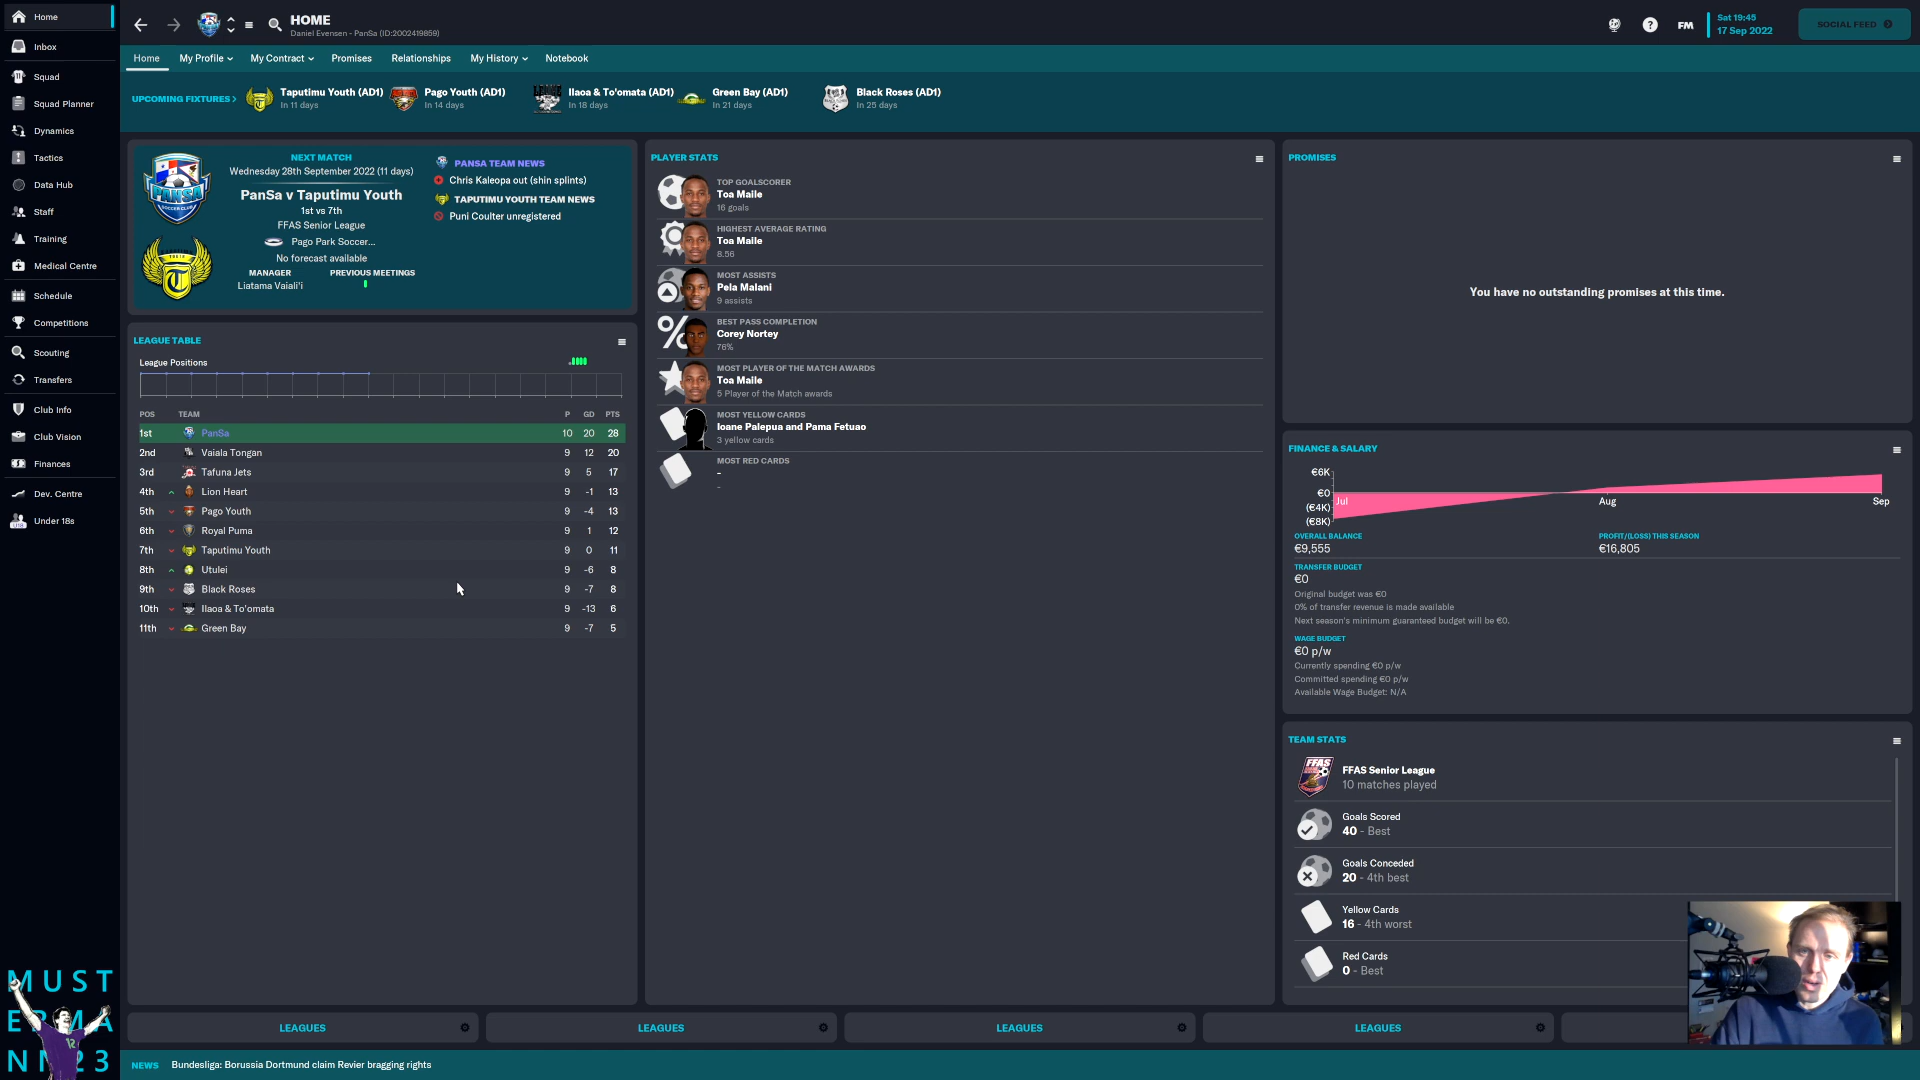 Home
Inbox
Squad
Squad Planner
Dynamics
Tactics
Data Hub
Staff
Training
Medical Centre
Schedule
Competitions
Scouting
Transfers
Club Info
Club Vision
Finances
Dev. Centre
Under 18s
MUST
ERMA
NN23
HOME
Daniel Evensen - PanSa (ID:2002419859)
FM
Sat 19:45
17 Sep 2022
SOCIAL FEED
Home
My Profile
My Contract
Promises
Relationships
My History
Notebook
UPCOMING FIXTURES >
Taputimu Youth (AD1)
In 11 days
Pago Youth (AD1)
In 14 days
Ilaoa & To'omata (AD1)
In 18 days
Green Bay (AD1)
In 21 days
Black Roses (AD1)
In 25 days
NEXT MATCH
Wednesday 28th September 2022 (11 days)
PanSa v Taputimu Youth
1st vs 7th
FFAS Senior League
Pago Park Soccer...
No forecast available
MANAGER
Liatama Vaiali'i
PREVIOUS MEETINGS
PANSA TEAM NEWS
Chris Kaleopa out (shin splints)
TAPUTIMU YOUTH TEAM NEWS
Puni Coulter unregistered
LEAGUE TABLE
League Positions
POS TEAM P GD PTS
1st PanSa 10 20 28
2nd Vaiala Tongan 9 12 20
3rd Tafuna Jets 9 5 17
4th Lion Heart 9 -1 13
5th Pago Youth 9 -4 13
6th Royal Puma 9 1 12
7th Taputimu Youth 9 0 11
8th Utulei 9 -6 8
9th Black Roses 9 -7 8
10th Ilaoa & To'omata 9 -13 6
11th Green Bay 9 -7 5
PLAYER STATS
TOP GOALSCORER
Toa Maile
16 goals
HIGHEST AVERAGE RATING
Toa Maile
8.56
MOST ASSISTS
Pela Malani
9 assists
BEST PASS COMPLETION
Corey Nortey
76%
MOST PLAYER OF THE MATCH AWARDS
Toa Maile
5 Player of the Match awards
MOST YELLOW CARDS
Ioane Palepua and Pama Fetuao
3 yellow cards
MOST RED CARDS
-
-
PROMISES
You have no outstanding promises at this time.
FINANCE & SALARY
€6K
€0
(€4K)
(€8K)
Jul
Aug
Sep
OVERALL BALANCE
€9,555
PROFIT/(LOSS) THIS SEASON
€16,805
TRANSFER BUDGET
€0
Original budget was €0
0% of transfer revenue is made available
Next season's minimum guaranteed budget will be €0.
WAGE BUDGET
€0 p/w
Currently spending €0 p/w
Committed spending €0 p/w
Available Wage Budget: N/A
TEAM STATS
FFAS Senior League
10 matches played
Goals Scored
40 - Best
Goals Conceded
20 - 4th best
Yellow Cards
16 - 4th worst
Red Cards
0 - Best
LEAGUES
LEAGUES
LEAGUES
LEAGUES
NEWS
Bundesliga: Borussia Dortmund claim Revier bragging rights